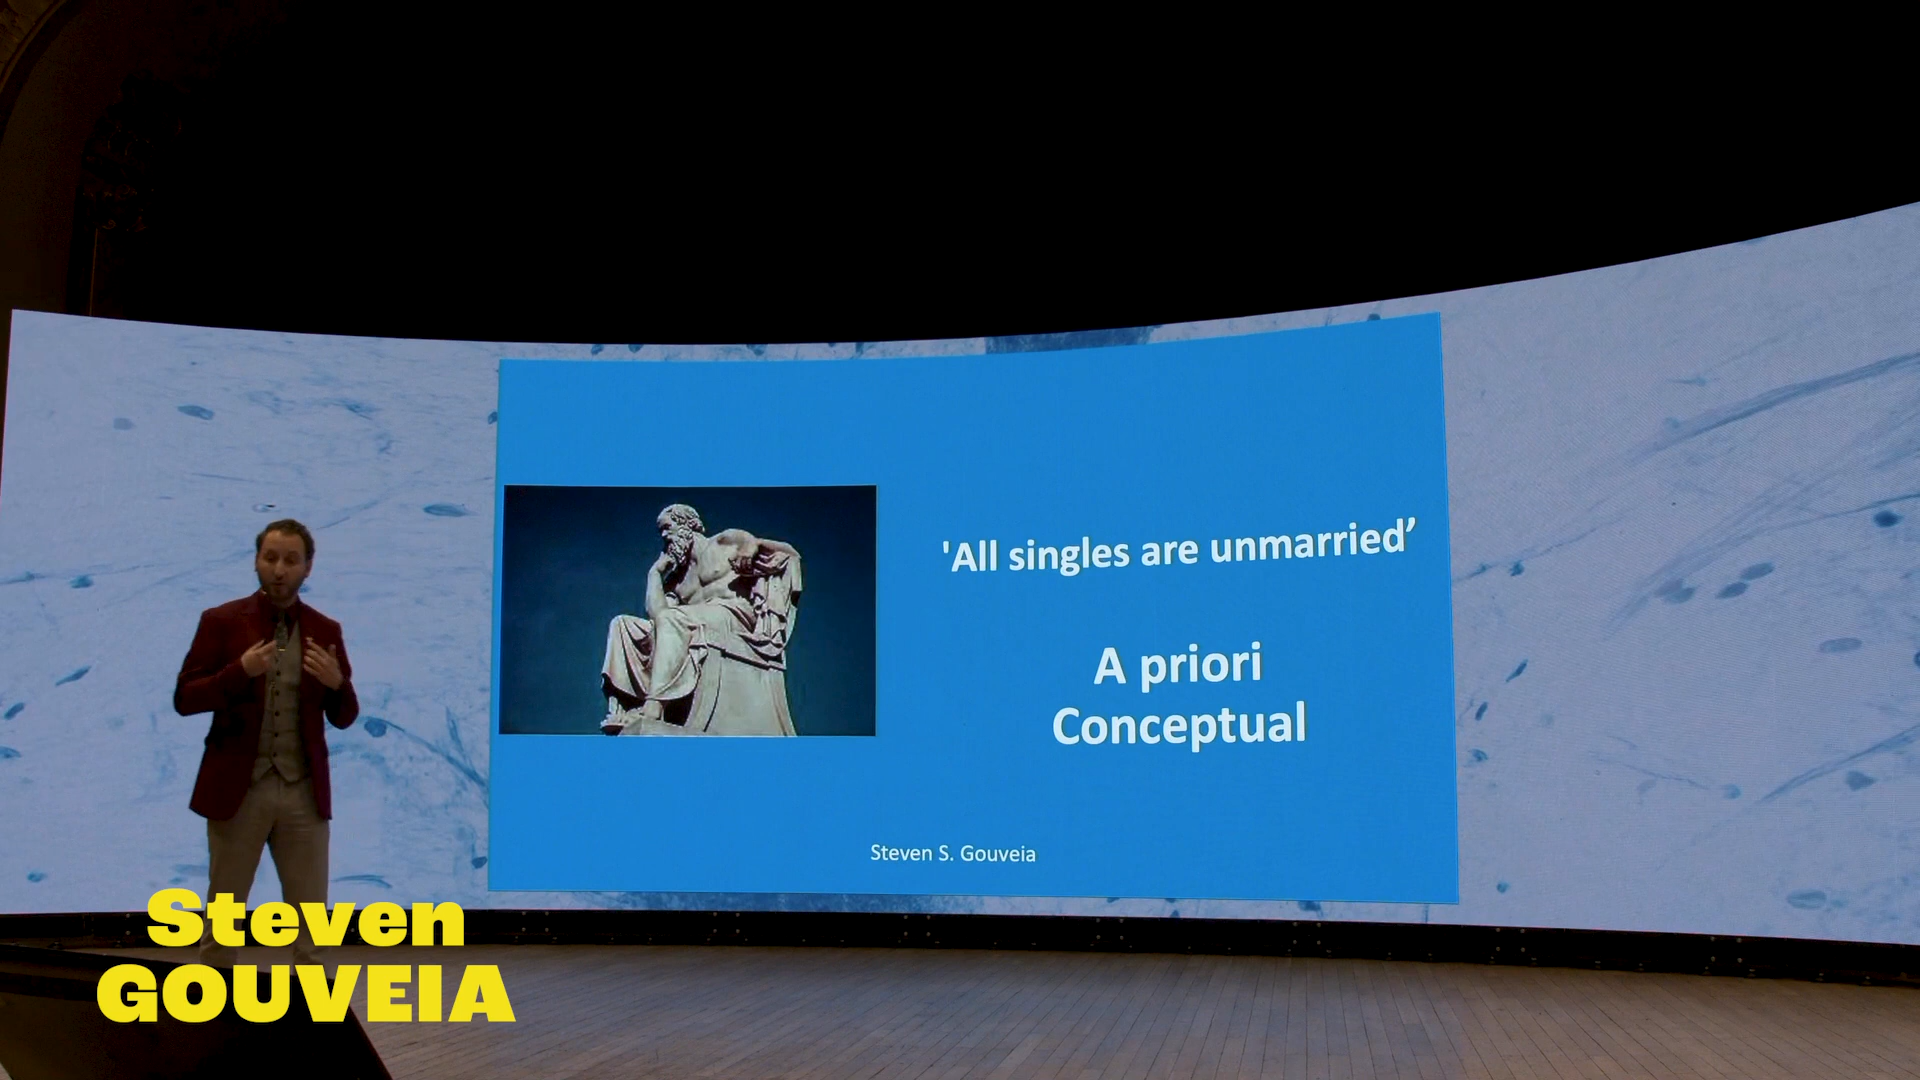 'All singles are unmarried’
A priori
Conceptual
Steven S. Gouveia
Steven
GOUVEIA